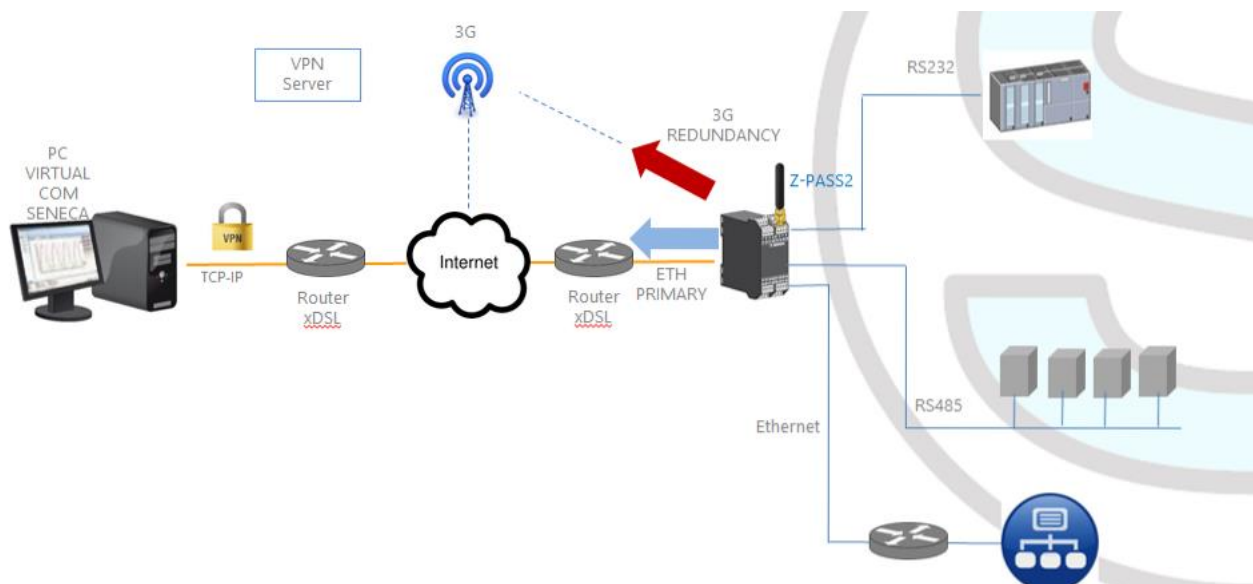 3G
VPN
Server
RS232
3G
REDUNDANCY
PC
VIRTUAL
COM
SENECA
Z-PASS2
VPN
TCP-IP
Internet
ETH
PRIMARY
Router
xDSL
Router
xDSL
RS485
Ethernet